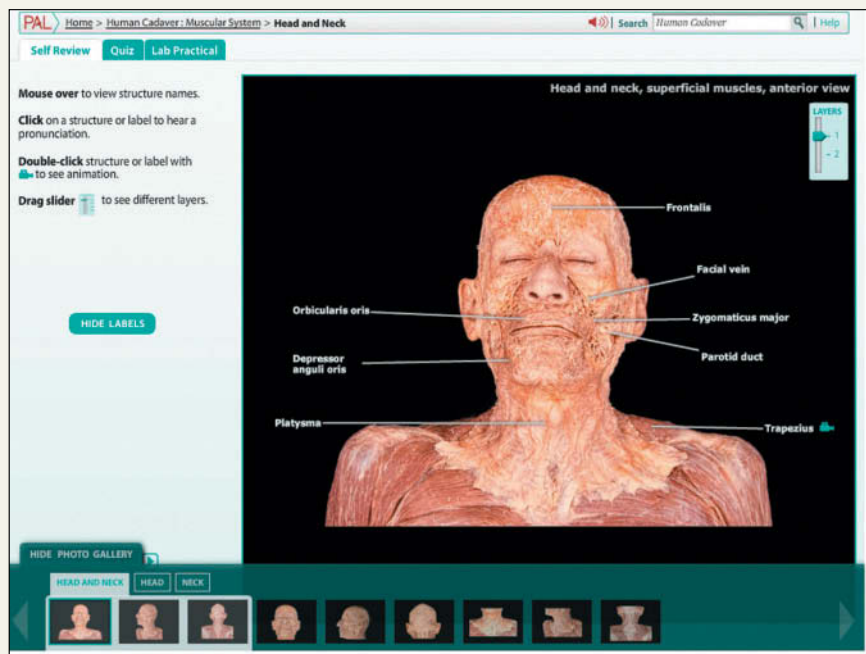 PAL Home > Human Cadaver: Muscular System > Head and Neck Search Human Cadaver Help
Self Review Quiz Lab Practical
Mouse over to view structure names.
Click on a structure or label to hear a
pronunciation.
Double-click structure or label with
to see animation.
Drag slider to see different layers.
HIDE LABELS
Head and neck, superficial muscles, anterior view
LAYERS
1
2
Frontalis
Facial vein
Orbicularis oris
Zygomaticus major
Depressor
anguli oris
Parotid duct
Platysma
Trapezius
HIDE PHOTO GALLERY
HEAD AND NECK HEAD NECK